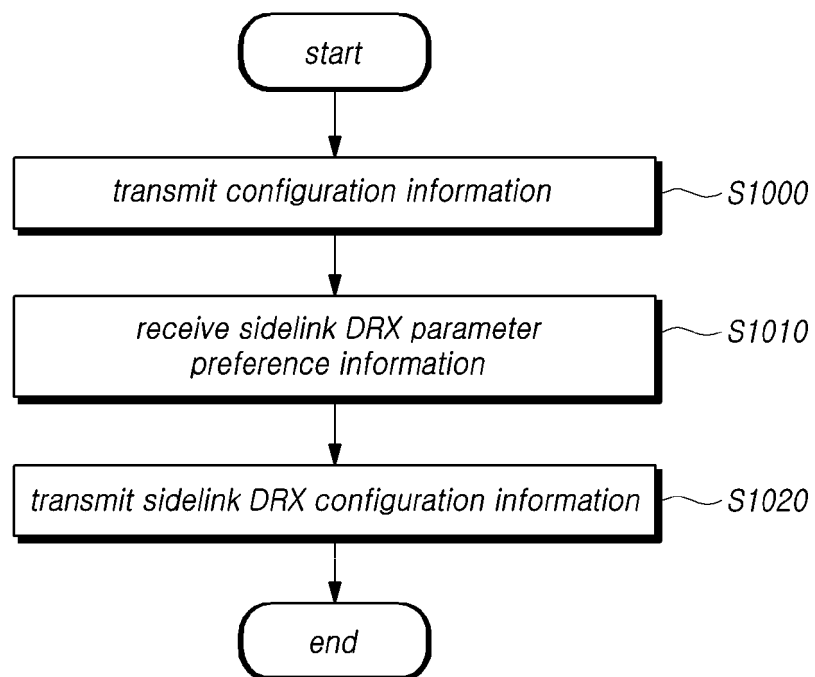 start
transmit configuration information
S1000
receive sidelink DRX parameter
preference information
S1010
transmit sidelink DRX configuration information
S1020
end